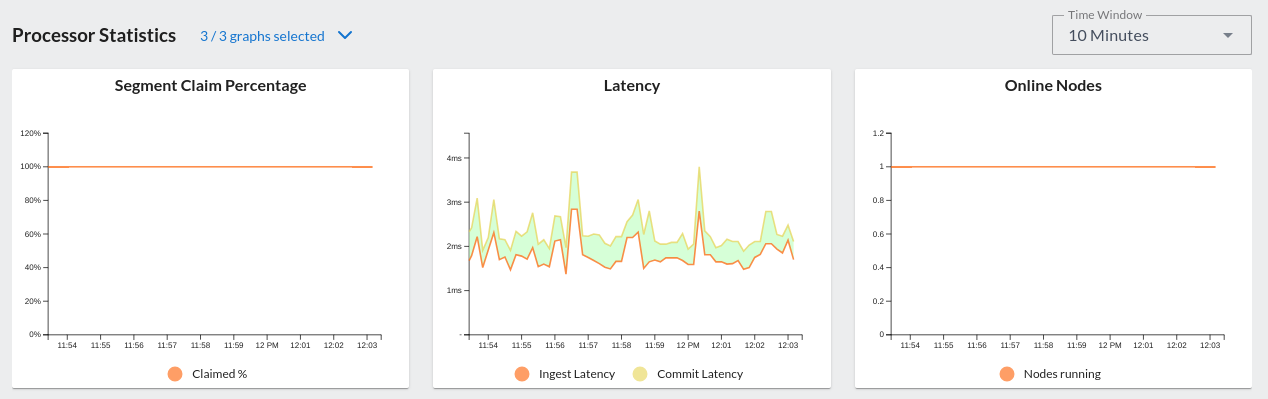 Processor Statistics
3 / 3 graphs selected
Time Window
10 Minutes
Segment Claim Percentage
120%
100%
80%
60%
40%
20%
0%
11:54 11:55 11:56 11:57 11:58 11:59 12 PM 12:01 12:02 12:03
Claimed %
Latency
4ms
3ms
2ms
1ms
-
11:54 11:55 11:56 11:57 11:58 11:59 12 PM 12:01 12:02 12:03
Ingest Latency Commit Latency
Online Nodes
1.2
1
0.8
0.6
0.4
0.2
0
11:54 11:55 11:56 11:57 11:58 11:59 12 PM 12:01 12:02 12:03
Nodes running